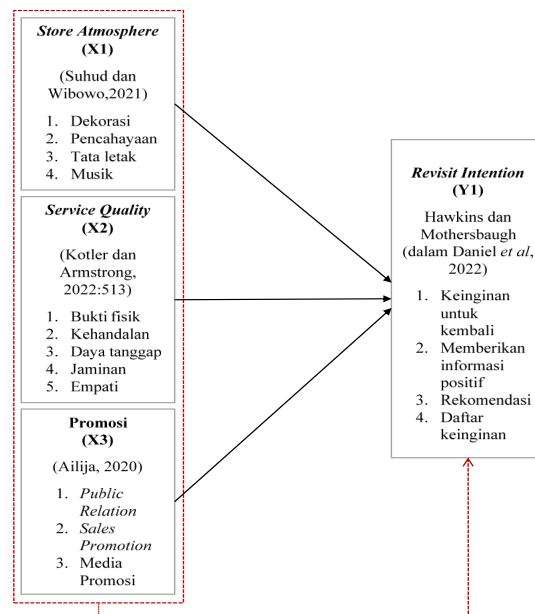 Store Atmosphere
(X1)
(Suhud dan
Wibowo,2021)
1. Dekorasi
2. Pencahayaan
3. Tata letak
4. Musik
Service Quality
(X2)
(Kotler dan
Armstrong,
2022:513)
1. Bukti fisik
2. Kehandalan
3. Daya tanggap
4. Jaminan
5. Empati
Promosi
(X3)
(Ailija, 2020)
1. Public
Relation
2. Sales
Promotion
3. Media
Promosi
Revisit Intention
(Y1)
Hawkins dan
Mothersbaugh
(dalam Daniel et al,
2022)
1. Keinginan
untuk
kembali
2. Memberikan
informasi
positif
3. Rekomendasi
4. Daftar
keinginan